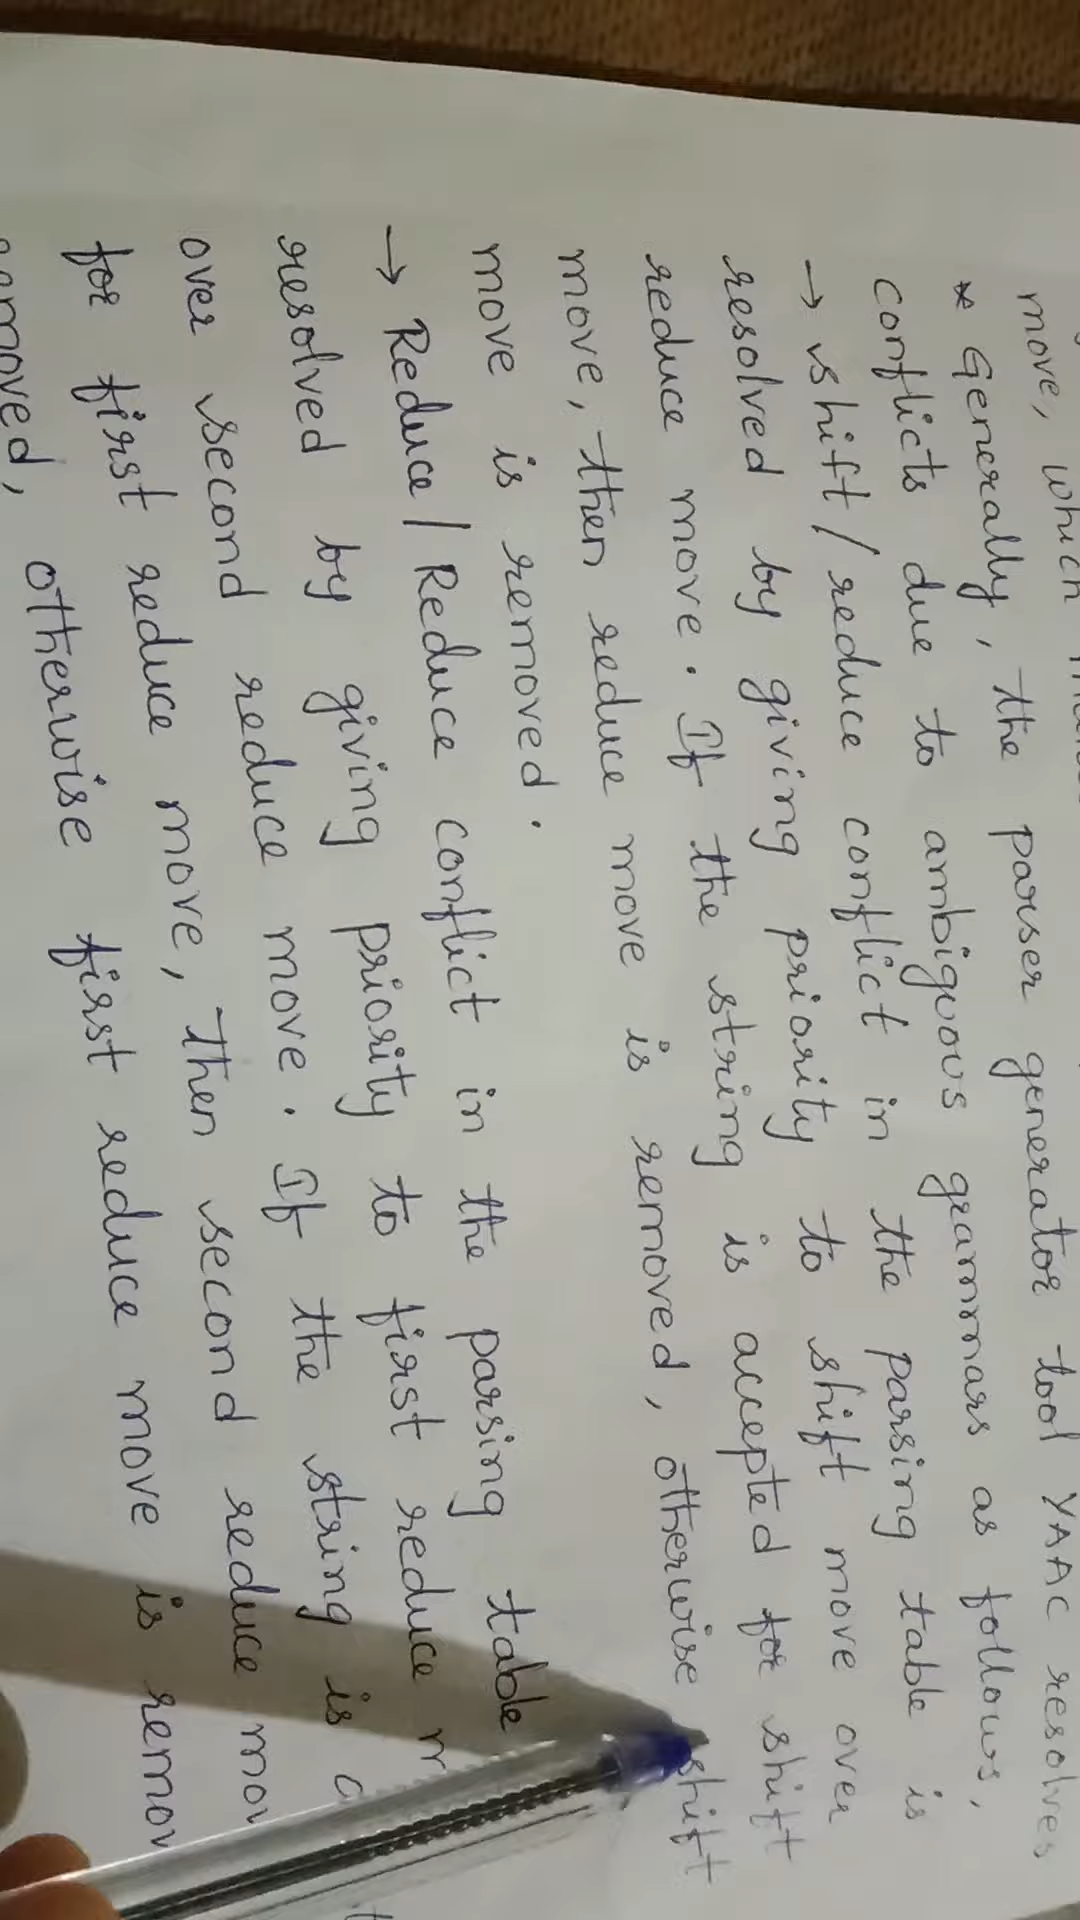 move, which
* Generally, the parser generator tool YAAC resolves
conflicts due to ambiguous grammars as follows,
→ shift / reduce conflict in the parsing table is
resolved by giving priority to shift move over
reduce move. If the string is accepted for shift
move, then reduce move is removed, otherwise shift
move is removed.
→ Reduce / Reduce conflict in the parsing table
resolved by giving priority to first reduce m
over second reduce move. If the string is a
for first reduce move, Then second reduce mov
removed, otherwise first reduce move is remov